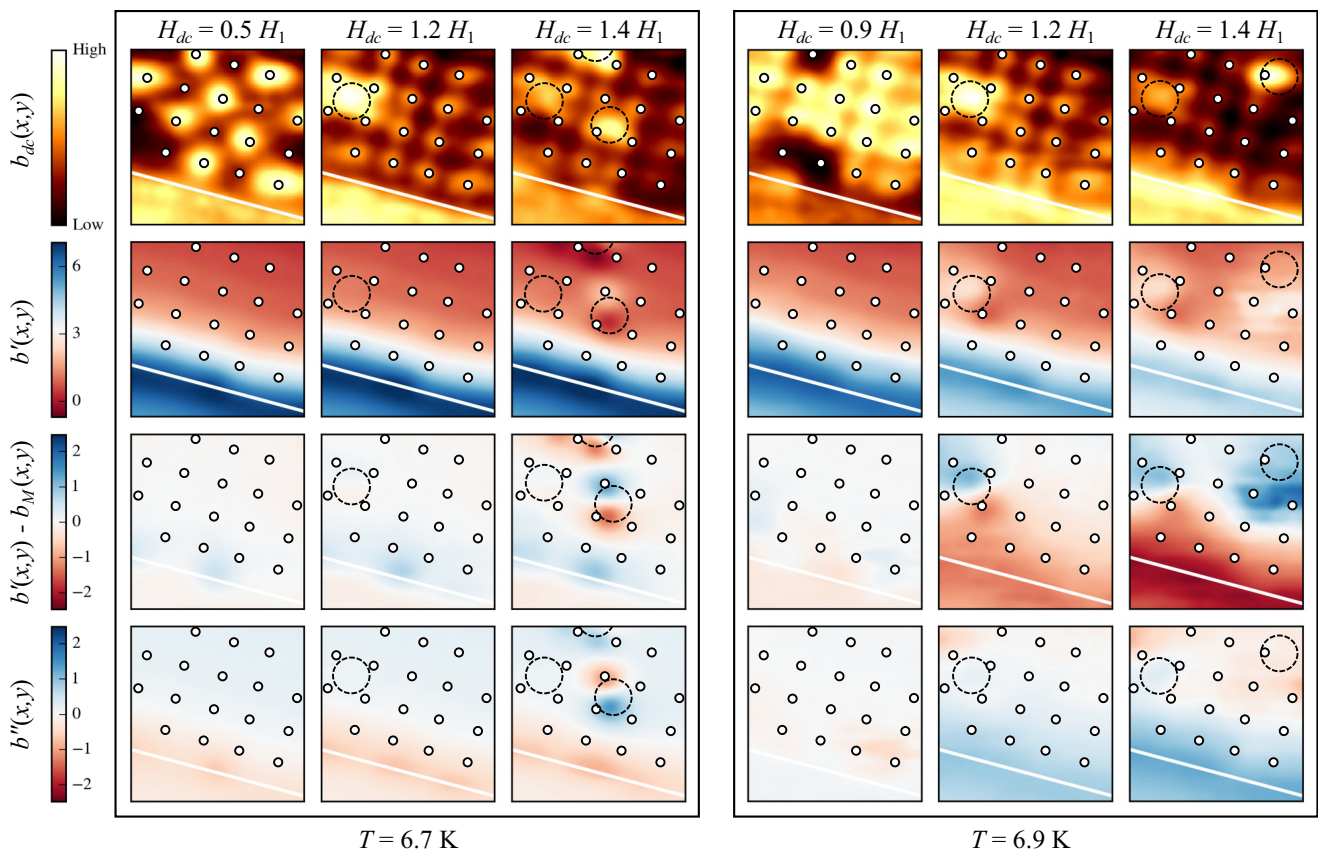 H_dc = 0.5 H_1
H_dc = 1.2 H_1
H_dc = 1.4 H_1
H_dc = 0.9 H_1
H_dc = 1.2 H_1
H_dc = 1.4 H_1
b_dc(x,y)
High
Low
b'(x,y)
6
3
0
b'(x,y) - b_M(x,y)
2
1
0
−1
−2
b''(x,y)
2
1
0
−1
−2
T = 6.7 K
T = 6.9 K